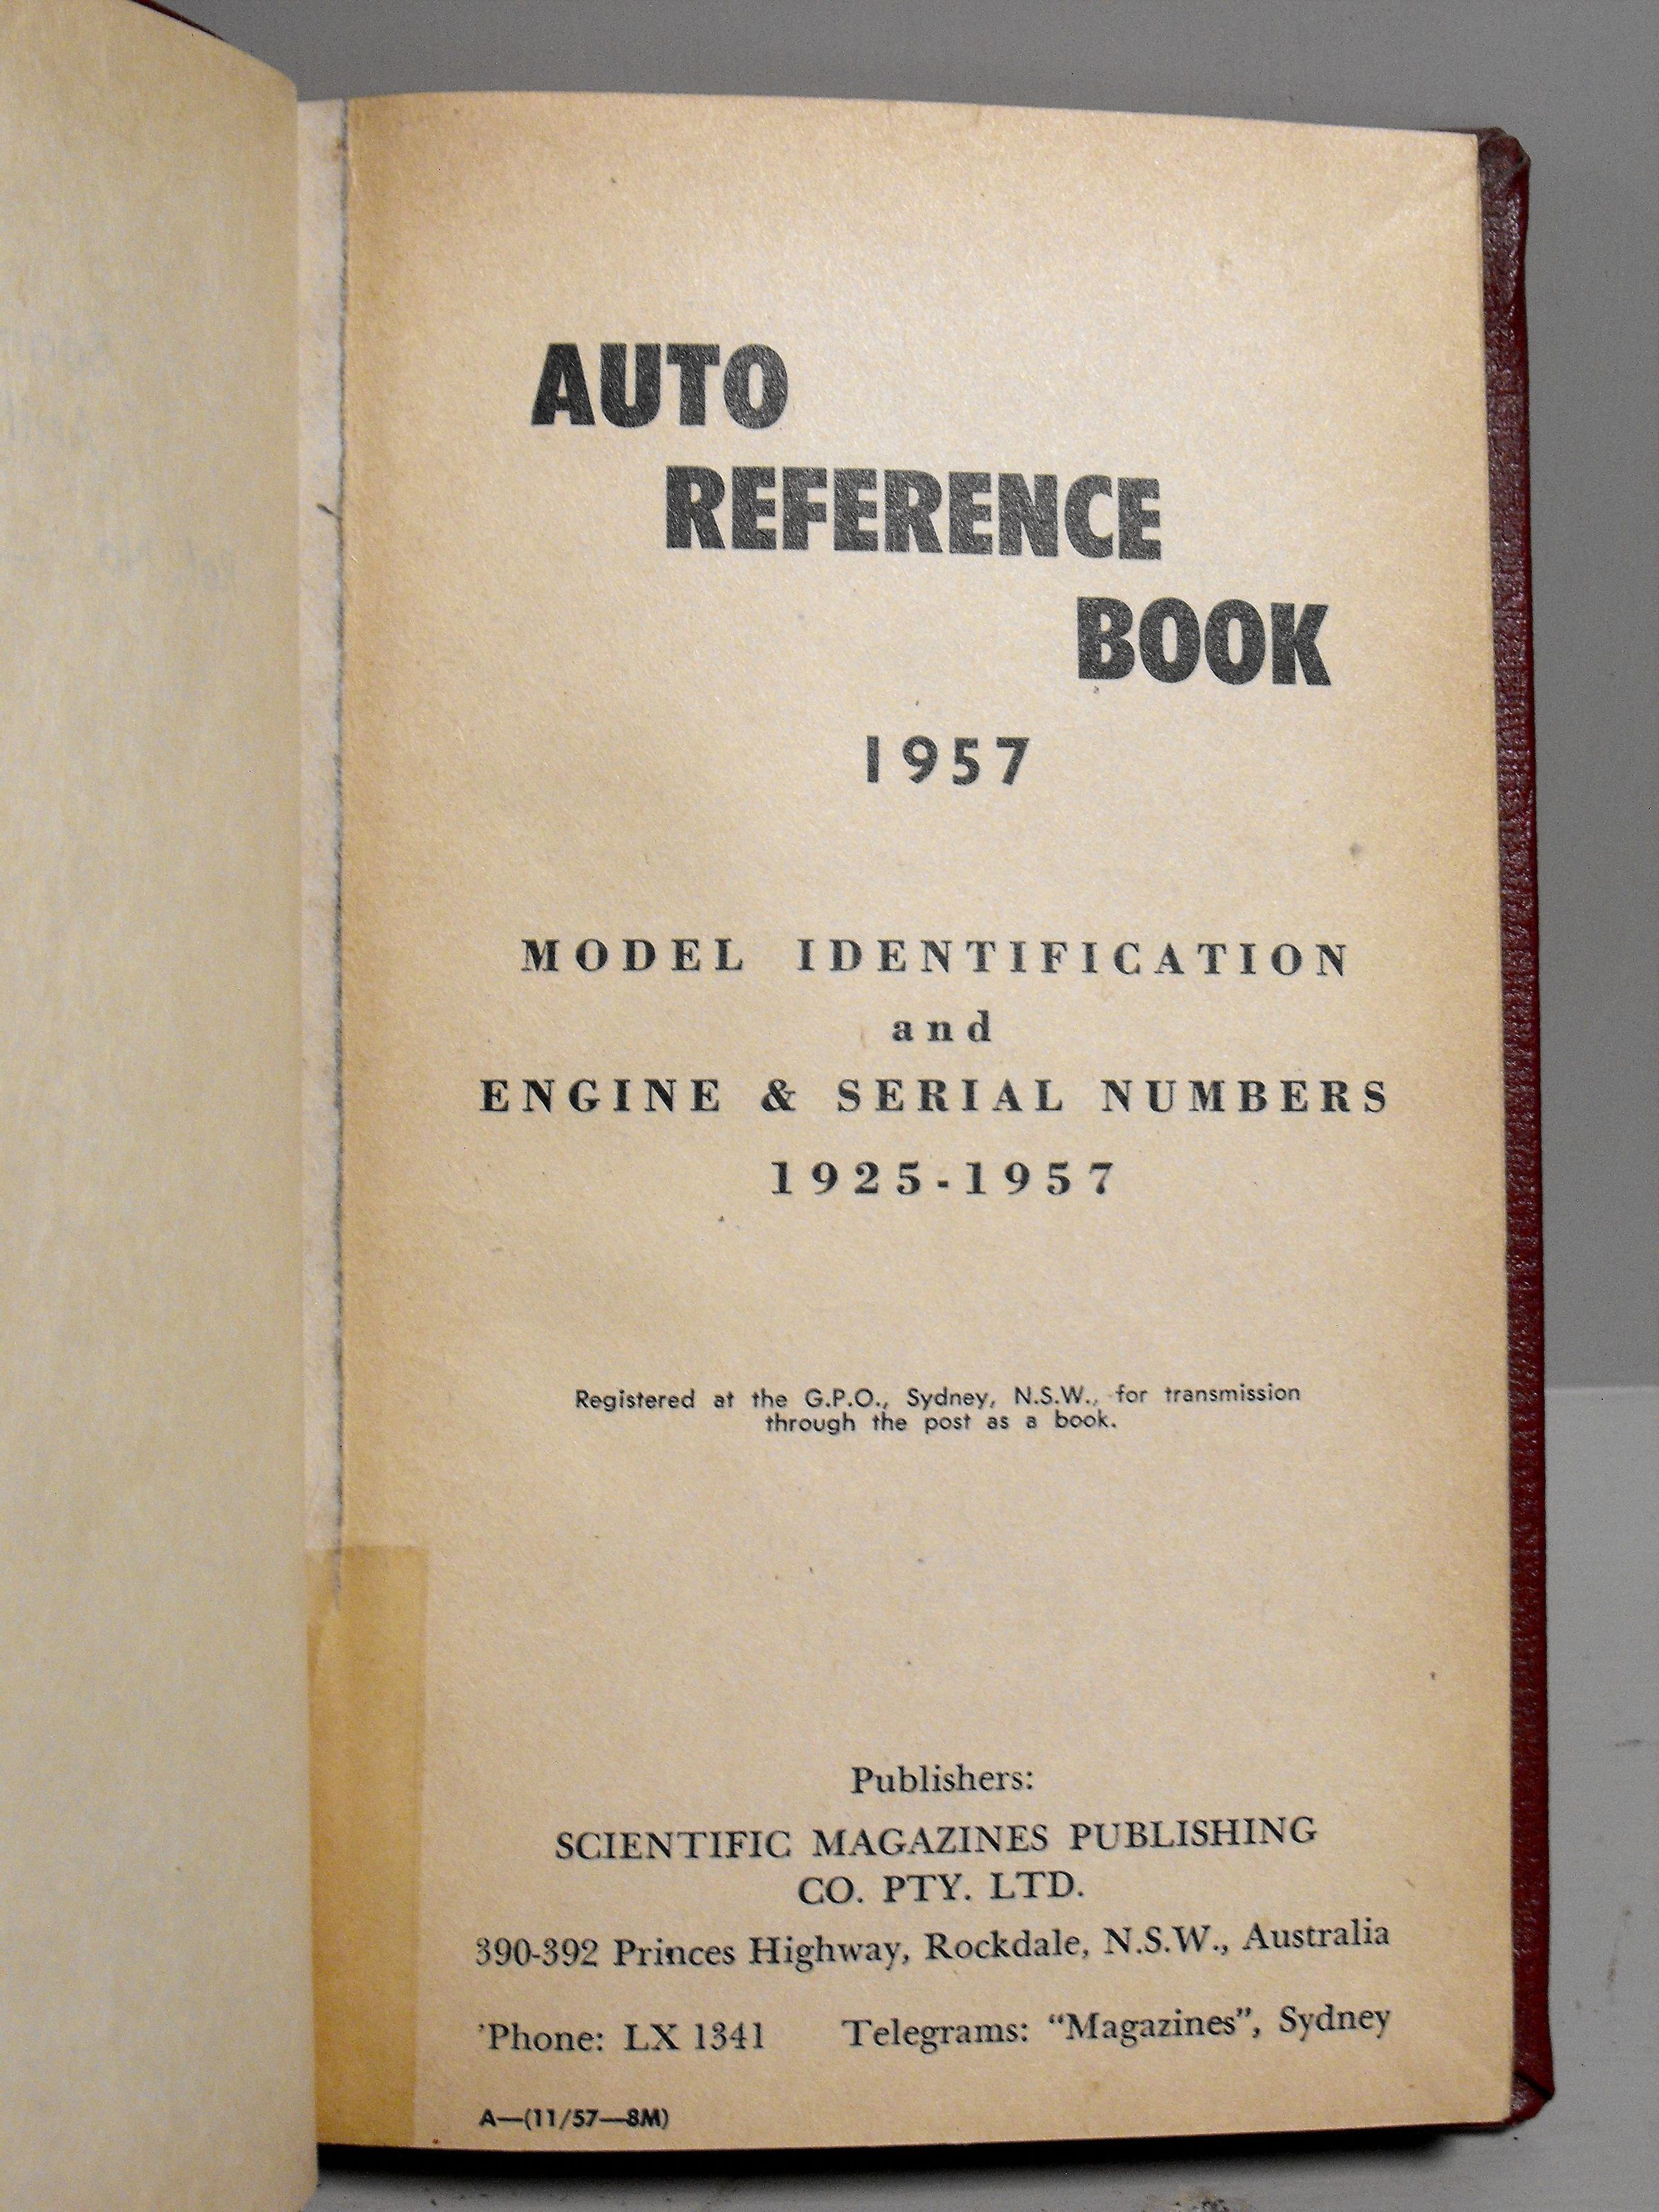 AUTO
REFERENCE
BOOK
1957
MODEL IDENTIFICATION
and
ENGINE & SERIAL NUMBERS
1925-1957
Registered at the G.P.O., Sydney, N.S.W., for transmission
through the post as a book.
Publishers:
SCIENTIFIC MAGAZINES PUBLISHING
CO. PTY. LTD.
390-392 Princes Highway, Rockdale, N.S.W., Australia
'Phone: LX 1341 Telegrams: "Magazines", Sydney
A—(11/57—8M)